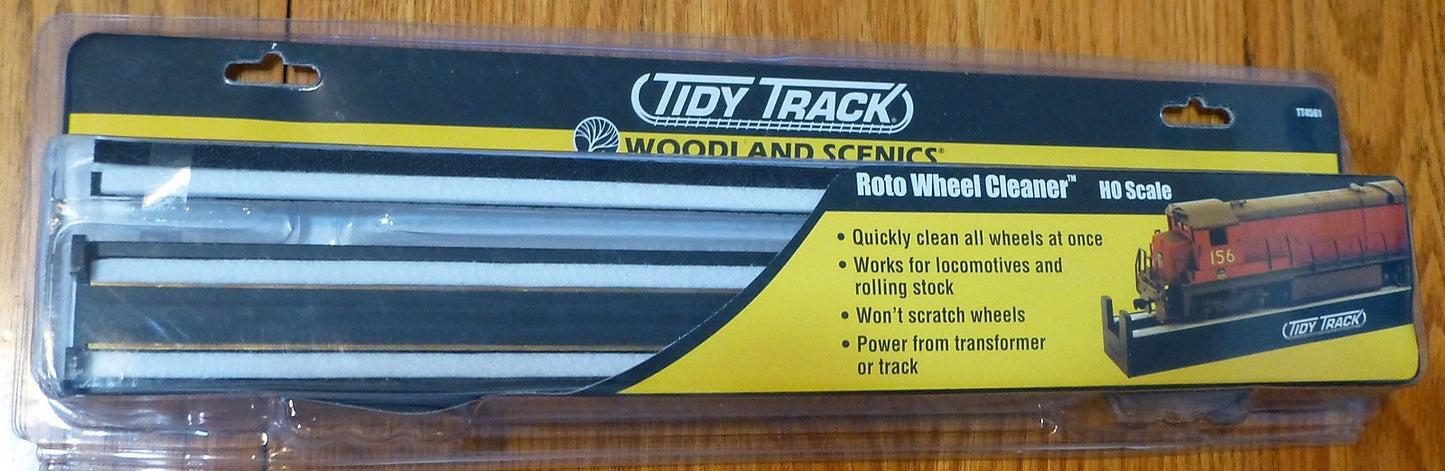 TIDY TRACK®
TT4561
WOODLAND SCENICS®
Roto Wheel Cleaner™ HO Scale
• Quickly clean all wheels at once
• Works for locomotives and
rolling stock
• Won't scratch wheels
• Power from transformer
or track
156
TIDY TRACK